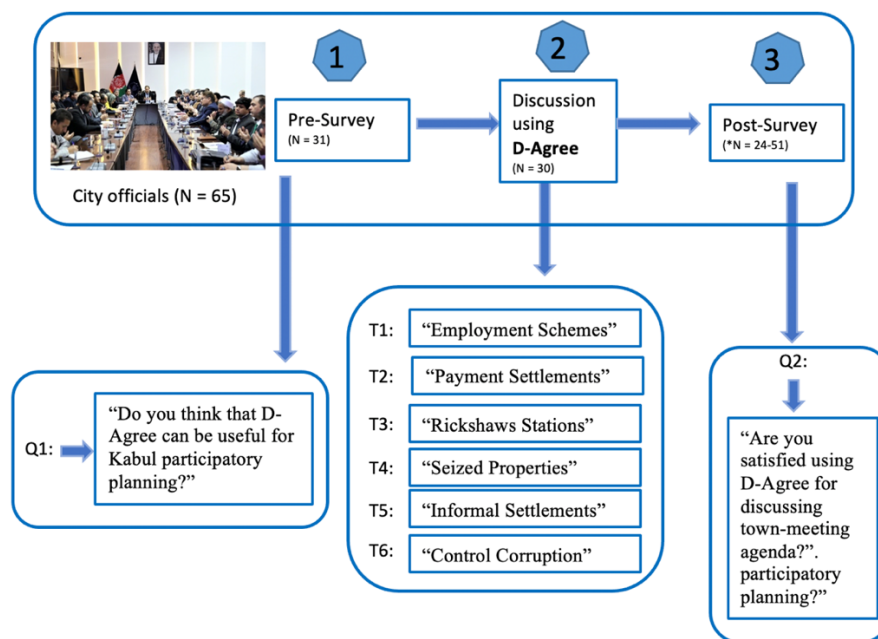 1
2
3
Pre-Survey
(N = 31)
Discussion
using
D-Agree
(N = 30)
Post-Survey
(*N = 24-51)
City officials (N = 65)
Q1:
“Do you think that D-
Agree can be useful for
Kabul participatory
planning?”
T1: “Employment Schemes”
T2: “Payment Settlements”
T3: “Rickshaws Stations”
T4: “Seized Properties”
T5: “Informal Settlements”
T6: “Control Corruption”
Q2:
“Are you
satisfied using
D-Agree for
discussing
town-meeting
agenda?”.
participatory
planning?”